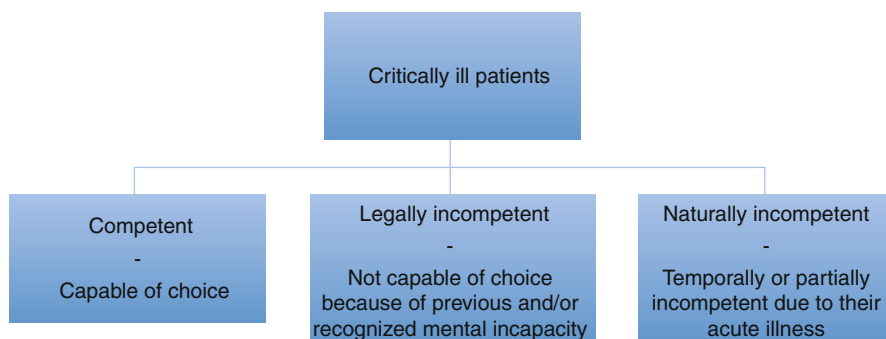 Critically ill patients
Competent
-
Capable of choice
Legally incompetent
-
Not capable of choice
because of previous and/or
recognized mental incapacity
Naturally incompetent
-
Temporally or partially
incompetent due to their
acute illness